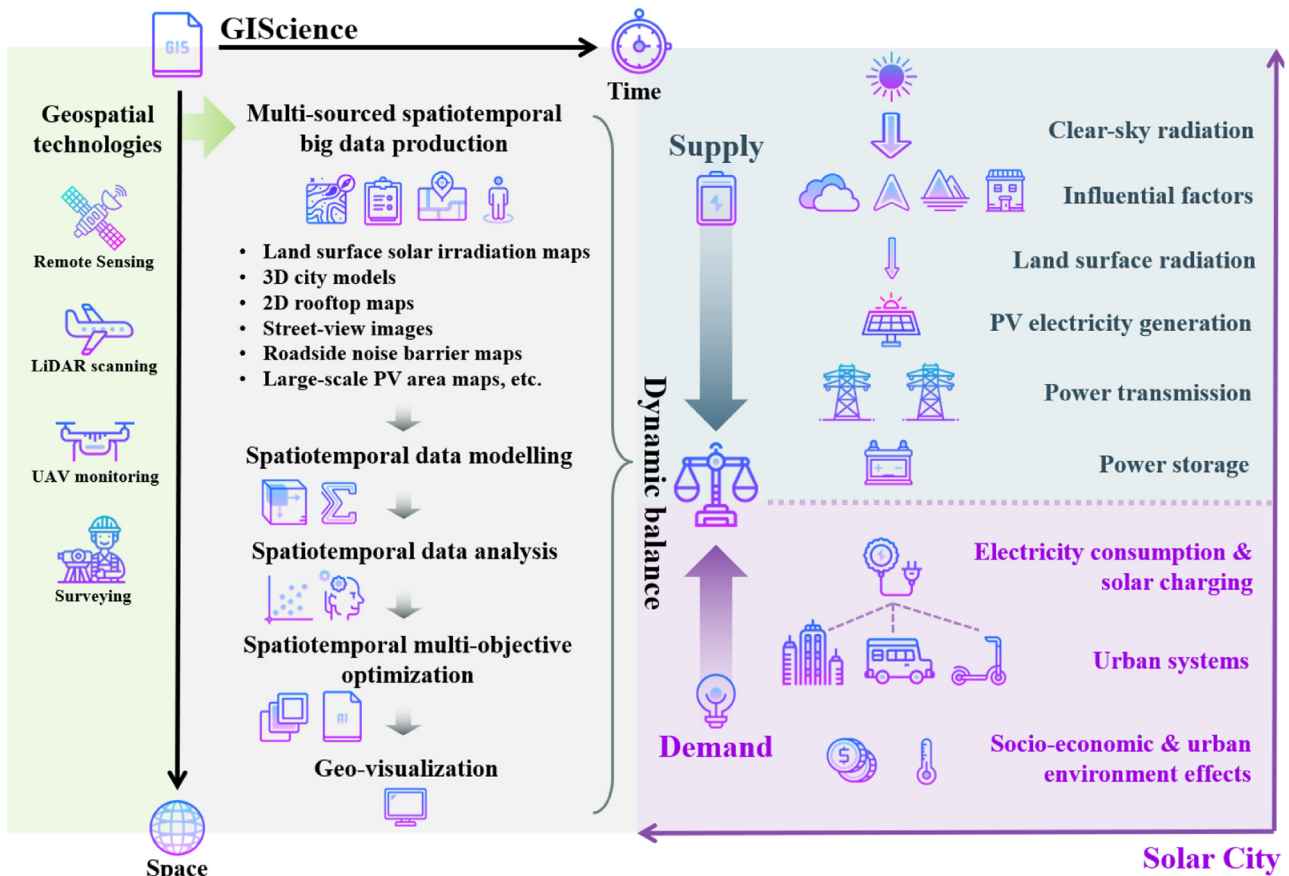 GIS
GIScience
Time
Space
Geospatial
technologies
Remote Sensing
LiDAR scanning
UAV monitoring
Surveying
Multi-sourced spatiotemporal
big data production
• Land surface solar irradiation maps
• 3D city models
• 2D rooftop maps
• Street-view images
• Roadside noise barrier maps
• Large-scale PV area maps, etc.
Spatiotemporal data modelling
Σ
Spatiotemporal data analysis
Spatiotemporal multi-objective
optimization
AI
Geo-visualization
Dynamic balance
Supply
Demand
Clear-sky radiation
Influential factors
Land surface radiation
PV electricity generation
Power transmission
Power storage
Electricity consumption &
solar charging
Urban systems
$
Socio-economic & urban
environment effects
Solar City